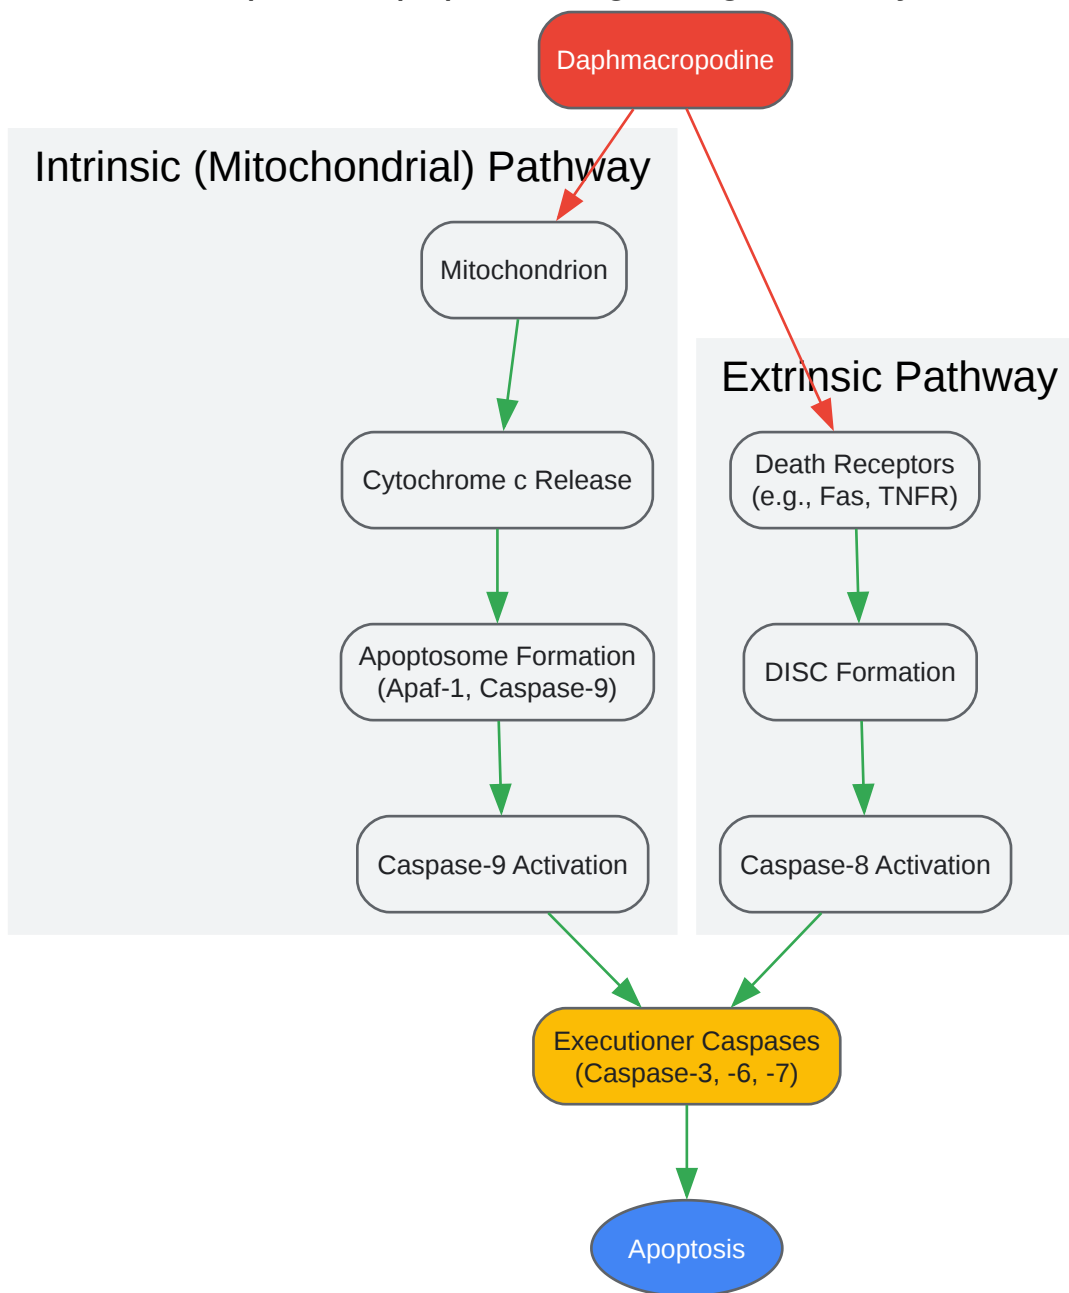 Daphmacropodine
Intrinsic (Mitochondrial) Pathway
Mitochondrion
Cytochrome c Release
Apoptosome Formation
(Apaf-1, Caspase-9)
Caspase-9 Activation
Extrinsic Pathway
Death Receptors
(e.g., Fas, TNFR)
DISC Formation
Caspase-8 Activation
Executioner Caspases
(Caspase-3, -6, -7)
Apoptosis